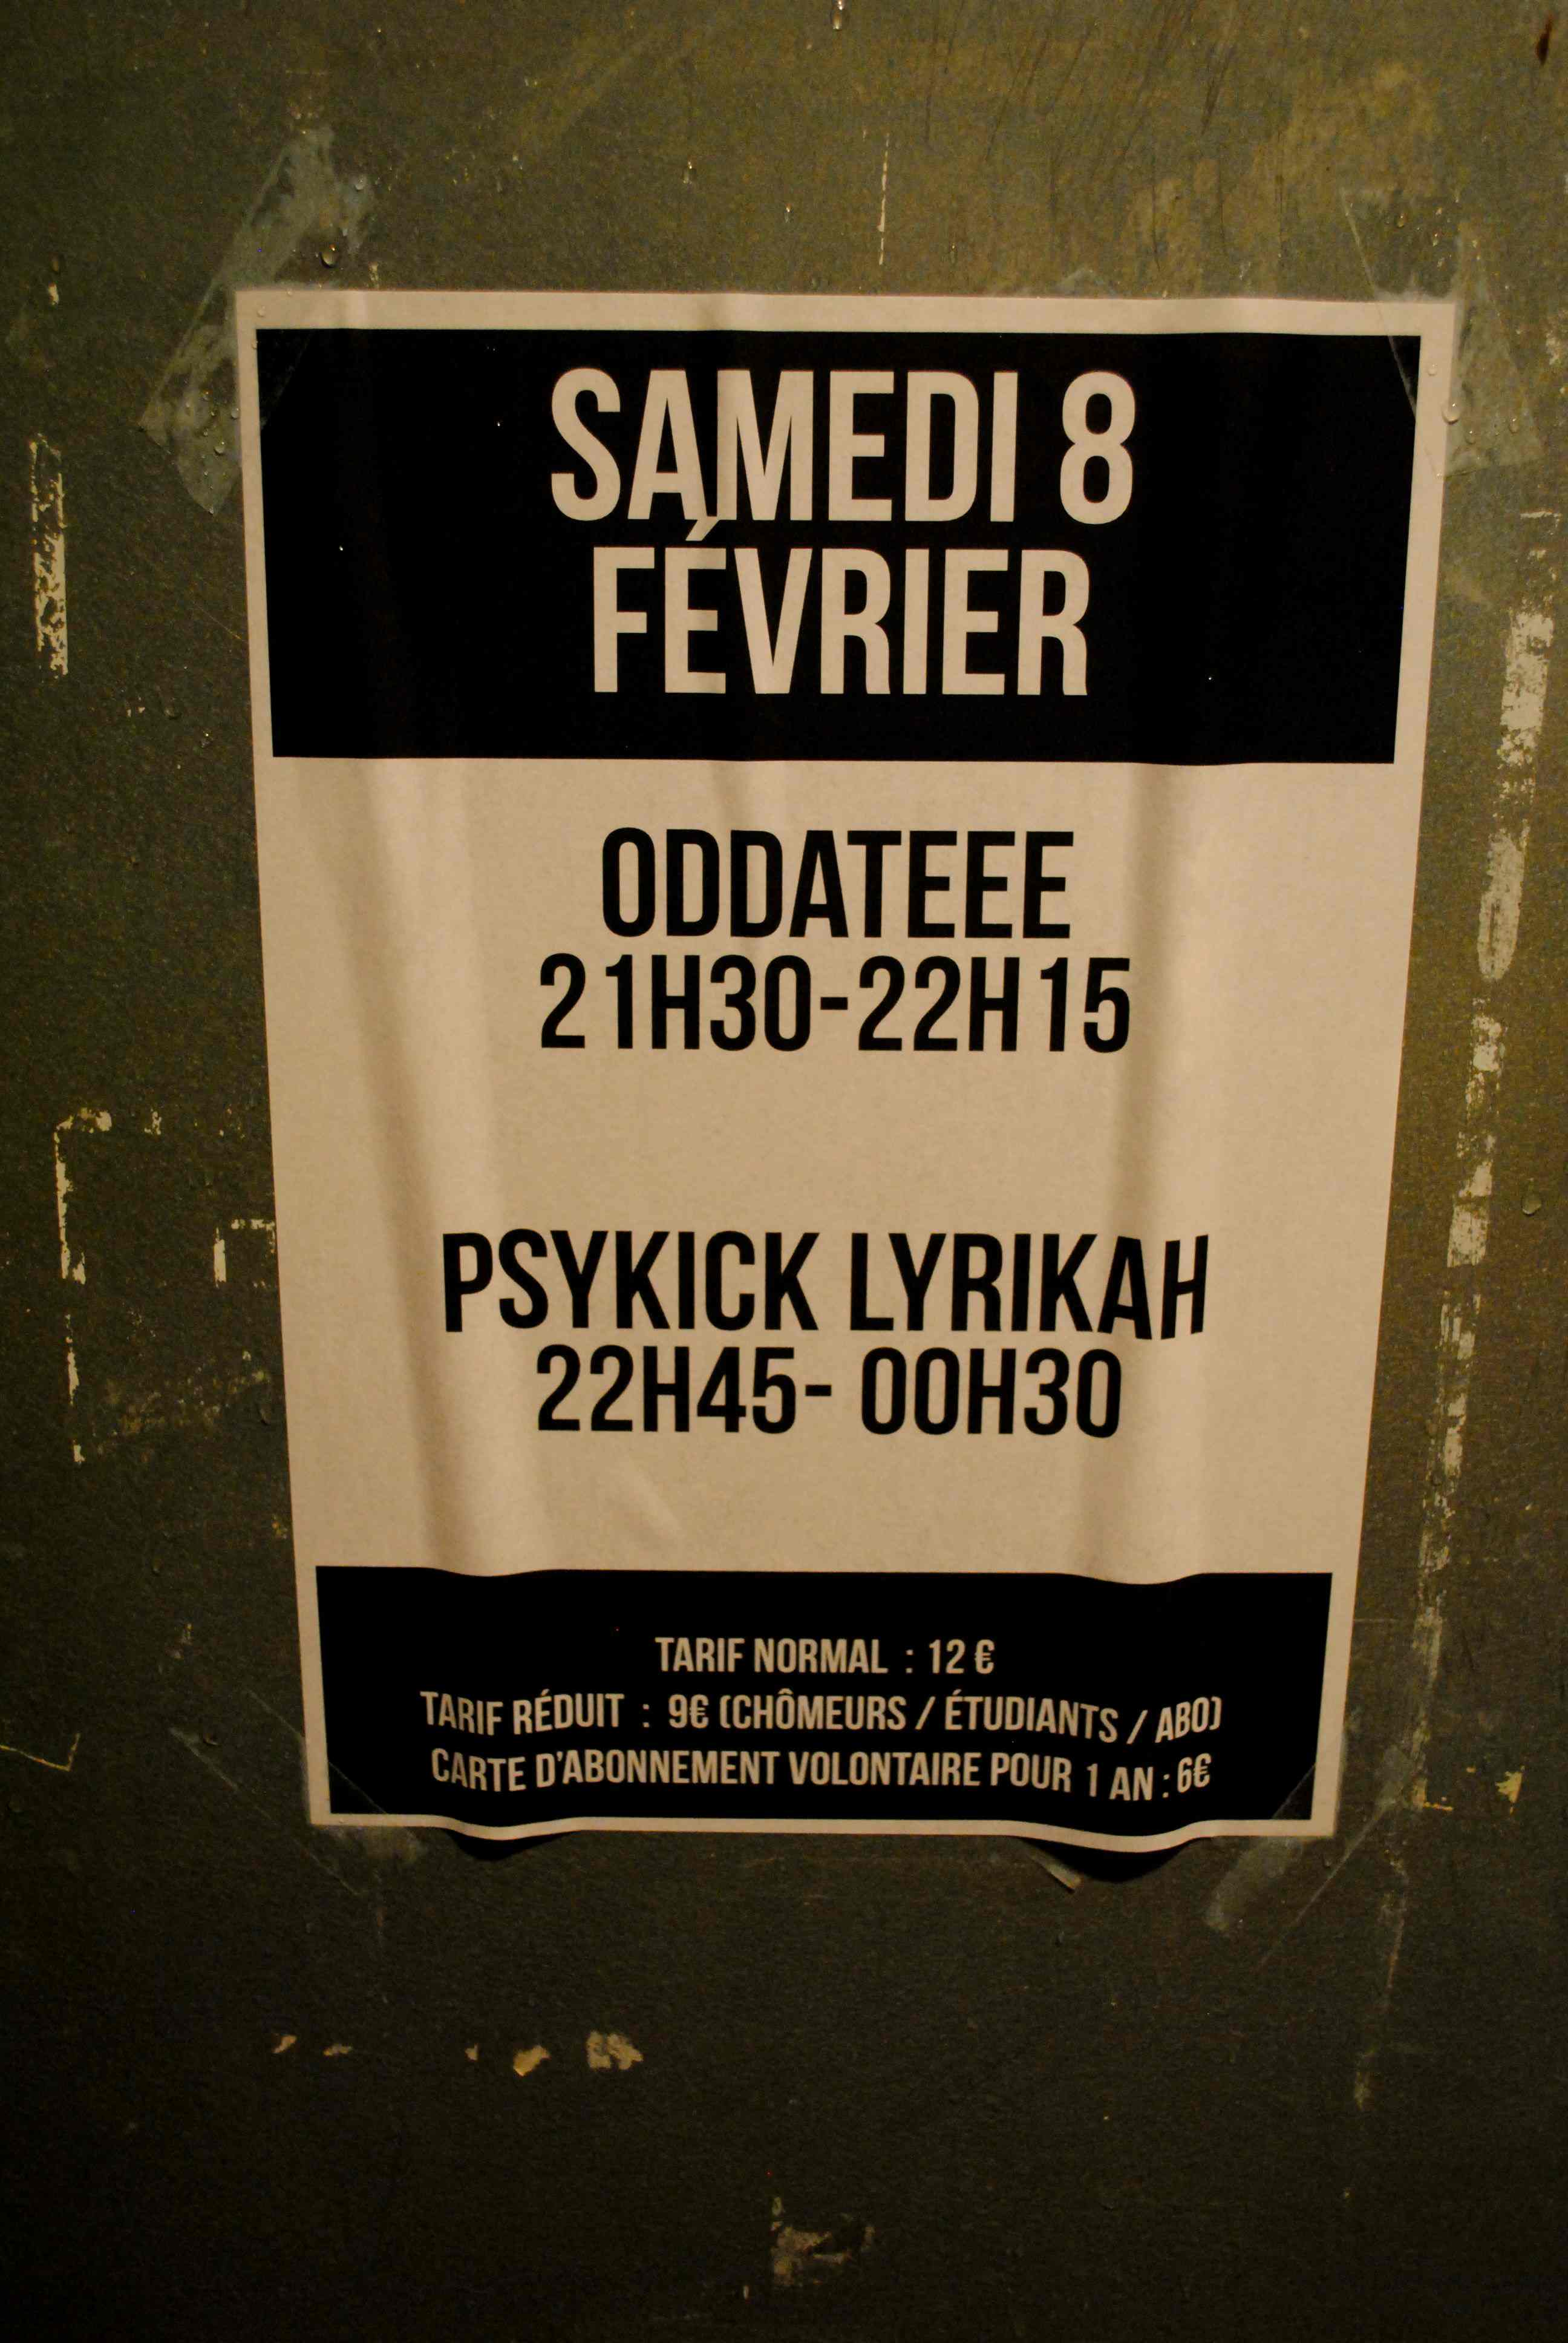 SAMEDI 8
FÉVRIER
ODDATEEE
21H30-22H15
PSYKICK LYRIKAH
22H45- 00H30
TARIF NORMAL : 12 €
TARIF RÉDUIT : 9€ (CHÔMEURS / ÉTUDIANTS / ABO)
CARTE D'ABONNEMENT VOLONTAIRE POUR 1 AN : 6€